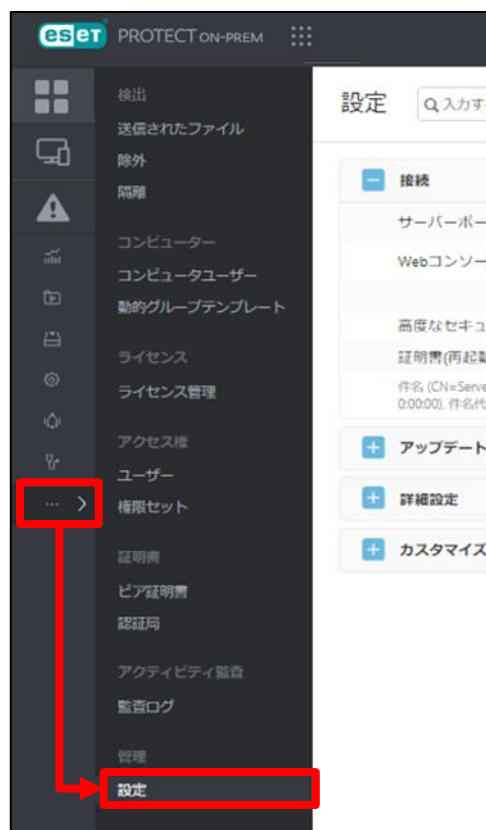 eset PROTECT ON-PREM
検出
送信されたファイル
除外
隔離
コンピューター
コンピュータユーザー
動的グループテンプレート
ライセンス
ライセンス管理
アクセス権
ユーザー
権限セット
証明書
ピア証明書
認証局
アクティビティ監査
監査ログ
管理
設定
設定
入力す
接続
サーバーポー
Webコンソー
高度なセキュ
証明書(再起動
件名 (CN=Serve
0:00:00), 件名代
アップデート
詳細設定
カスタマイズ